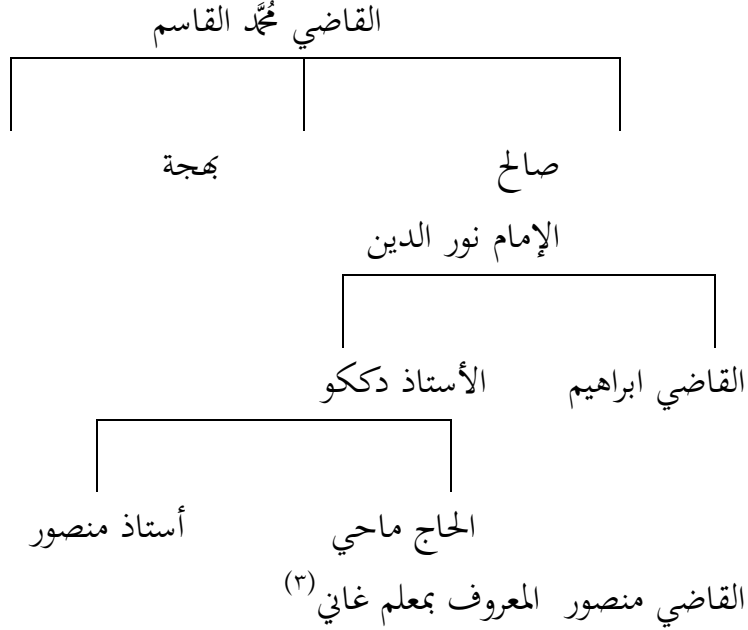 القاضي مُحَمَّد القاسم
صالح بهجة
الإمام نور الدين
القاضي ابراهيم الأستاذ دككو
الحاج ماحي أستاذ منصور
القاضي منصور المعروف بمعلم غاني(٣)